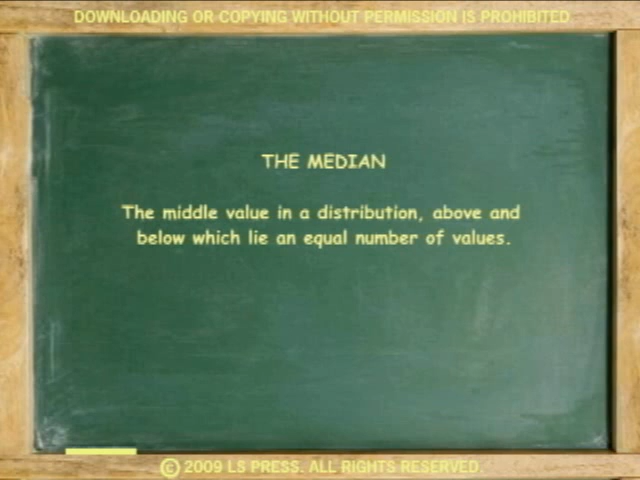 DOWNLOADING OR COPYING WITHOUT PERMISSION IS PROHIBITED
THE MEDIAN
The middle value in a distribution, above and
below which lie an equal number of values.
© 2009 LS PRESS. ALL RIGHTS RESERVED.